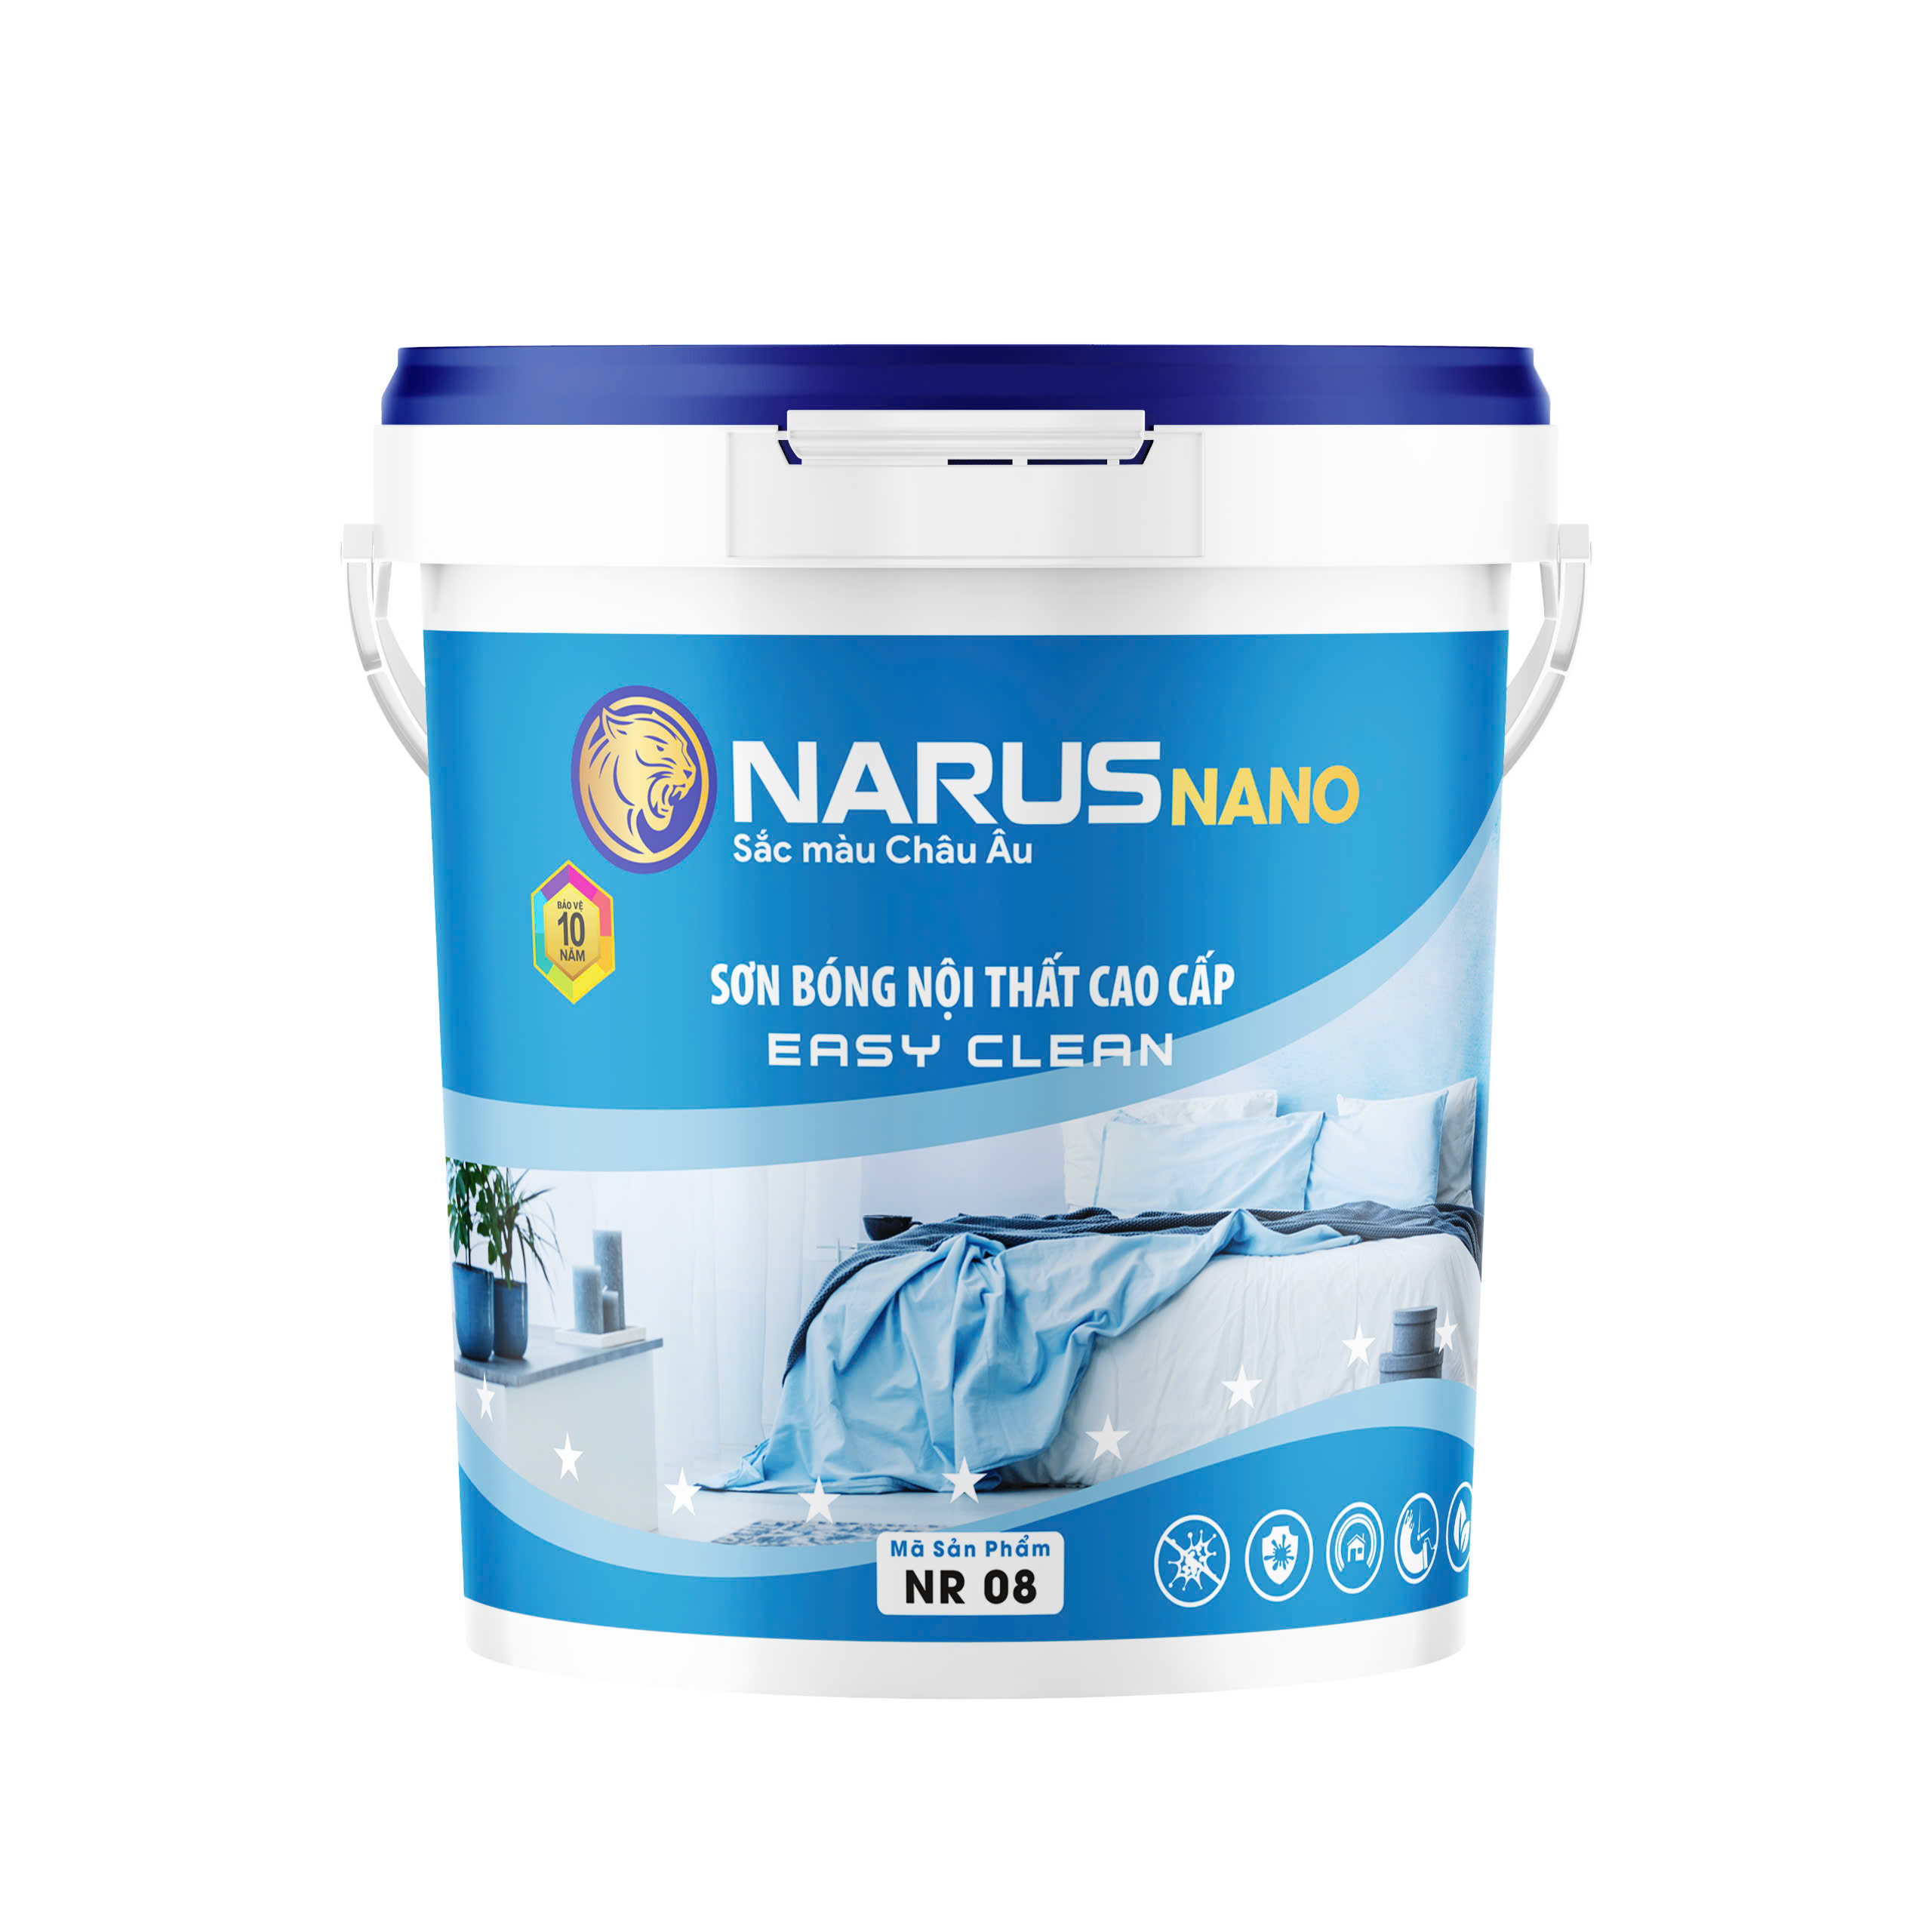 NARUS NANO
Sắc màu Châu Âu
BẢO VỆ
10
NĂM
SƠN BÓNG NỘI THẤT CAO CẤP
EASY CLEAN
Mã Sản Phẩm
NR 08